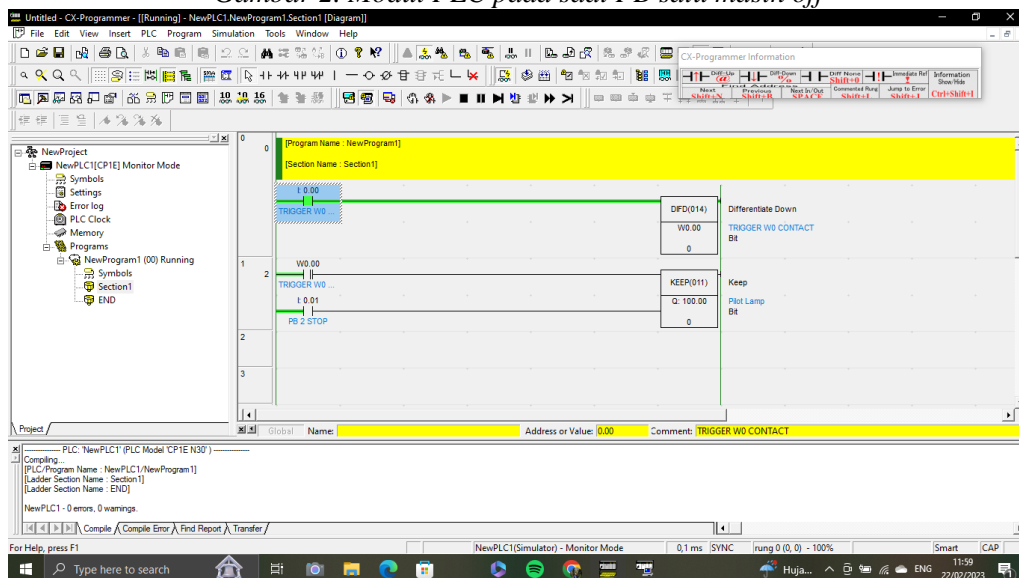 Gambar 2. Modul PLC pada saat PB satu masih off
Untitled - CX-Programmer - [[Running] - NewPLC1.NewProgram1.Section1 [Diagram]]
File Edit View Insert PLC Program Simulation Tools Window Help
CX-Programmer Information
Diff-Up
Diff-Down
Diff None
Shift+0
Immediate Ref
Information
Show/Hide
Next
Shift+N
Previous
Shift+B
Next In/Out
SPACE
Commented Rung
Shift+L
Jump to Error
Shift+J
Ctrl+Shift+I
NewProject
NewPLC1[CP1E] Monitor Mode
Symbols
Settings
Error log
PLC Clock
Memory
Programs
NewProgram1 (00) Running
Symbols
Section1
END
Project
0
0
[Program Name : NewProgram1]
[Section Name : Section1]
I: 0.00
TRIGGER W0 ...
DIFD(014)
Differentiate Down
W0.00
TRIGGER W0 CONTACT
Bit
0
1
2
W0.00
TRIGGER W0 ...
KEEP(011)
Keep
I: 0.01
PB 2 STOP
Q: 100.00
Pilot Lamp
Bit
0
2
3
Global Name: Address or Value: 0.00 Comment: TRIGGER W0 CONTACT
---------------- PLC: 'NewPLC1' (PLC Model 'CP1E N30') ----------------
Compiling...
[PLC/Program Name : NewPLC1/NewProgram1]
[Ladder Section Name : Section1]
[Ladder Section Name : END]
NewPLC1 - 0 errors, 0 warnings.
Compile Compile Error Find Report Transfer
For Help, press F1 NewPLC1(Simulator) - Monitor Mode 0,1 ms SYNC rung 0 (0, 0) - 100% Smart CAP
Type here to search
Huja... ENG
11:59
22/02/2023